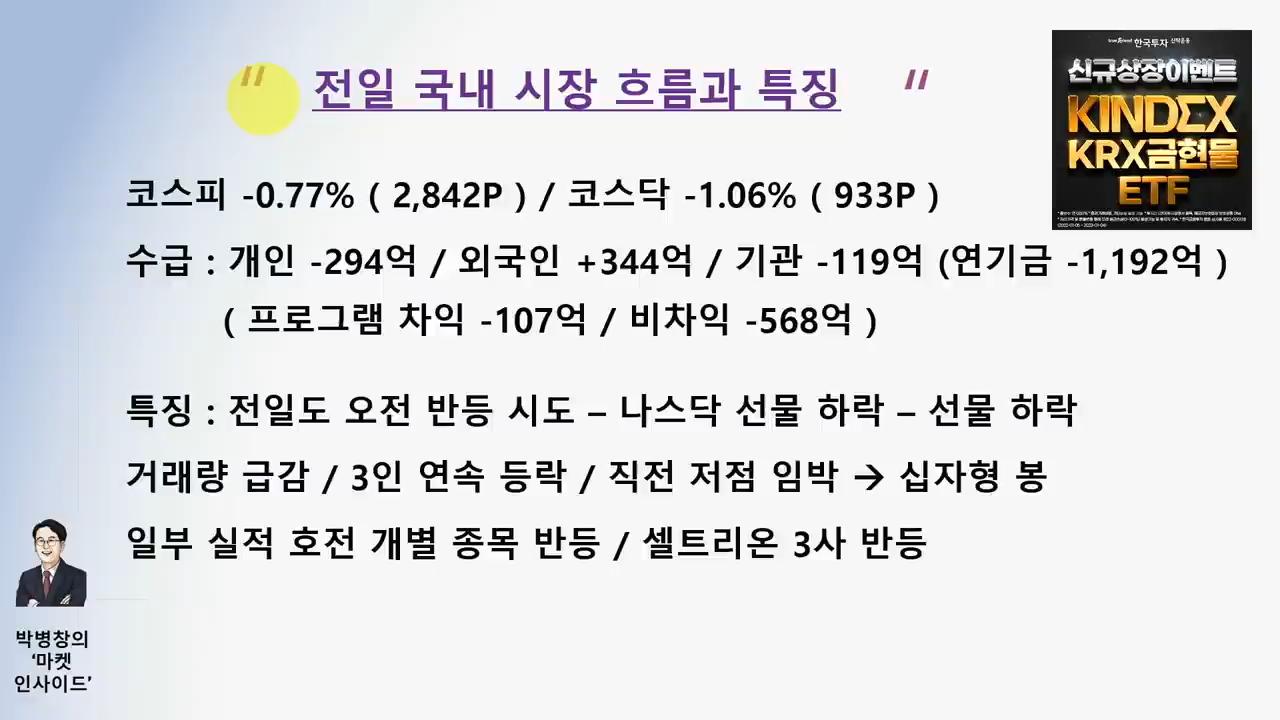 " 전일 국내 시장 흐름과 특징 "
한국투자 신탁운용
신규상장이벤트
KINDEX
KRX금현물
ETF
코스피 -0.77% ( 2,842P ) / 코스닥 -1.06% ( 933P )
수급 : 개인 -294억 / 외국인 +344억 / 기관 -119억 (연기금 -1,192억 )
( 프로그램 차익 -107억 / 비차익 -568억 )
특징 : 전일도 오전 반등 시도 – 나스닥 선물 하락 – 선물 하락
거래량 급감 / 3인 연속 등락 / 직전 저점 임박 → 십자형 봉
일부 실적 호전 개별 종목 반등 / 셀트리온 3사 반등
박병창의
‘마켓
인사이드’